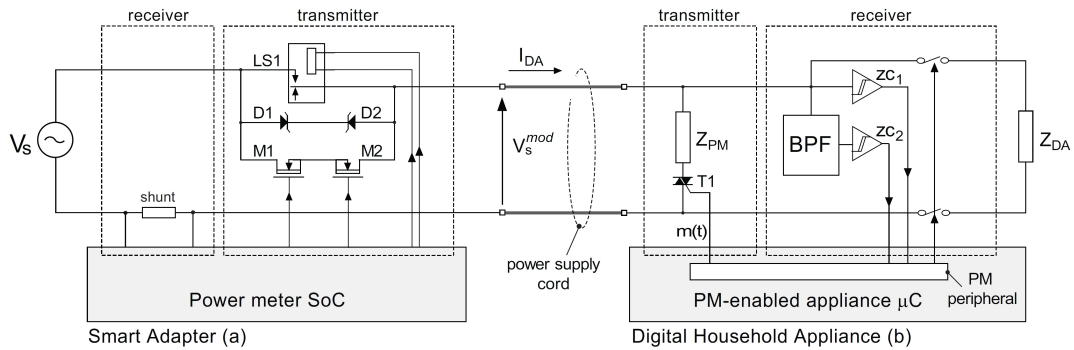 receiver
transmitter
transmitter
receiver
LS1
I_DA
zc_1
D1
D2
zc_2
V_s
M1
M2
V_s^mod
Z_PM
BPF
Z_DA
T1
shunt
m(t)
power supply
cord
Power meter SoC
PM-enabled appliance μC
PM
peripheral
Smart Adapter (a)
Digital Household Appliance (b)